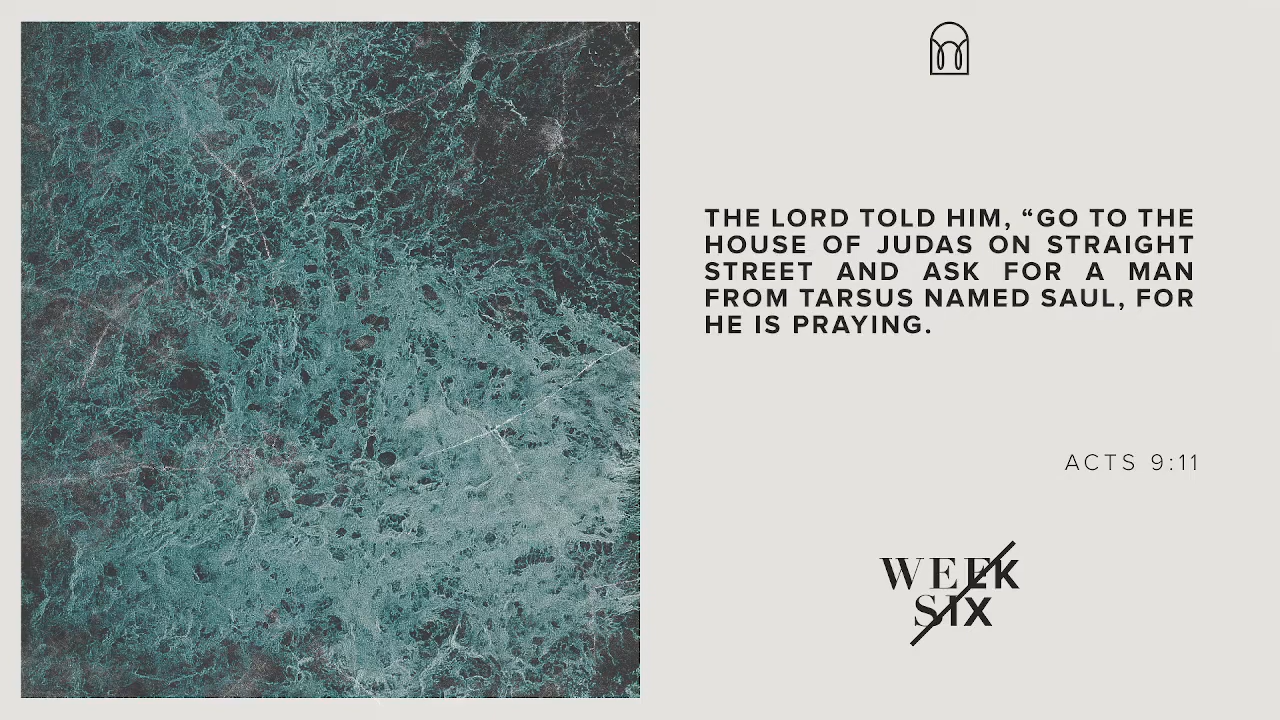 THE LORD TOLD HIM, “GO TO THE
HOUSE OF JUDAS ON STRAIGHT
STREET AND ASK FOR A MAN
FROM TARSUS NAMED SAUL, FOR
HE IS PRAYING.
ACTS 9:11
WEEK
SIX